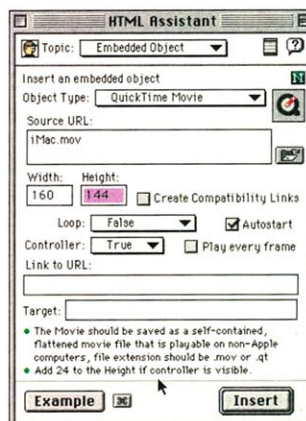 HTML Assistant
Topic: Embedded Object
Insert an embedded object
N
Object Type: QuickTime Movie
Source URL:
iMac.mov
Width: Height:
160 144 Create Compatibility Links
Loop: False Autostart
Controller: True Play every frame
Link to URL:
Target:
• The Movie should be saved as a self-contained,
flattened movie file that is playable on non-Apple
computers, file extension should be .mov or .qt
• Add 24 to the Height if controller is visible.
Example ⌘ Insert